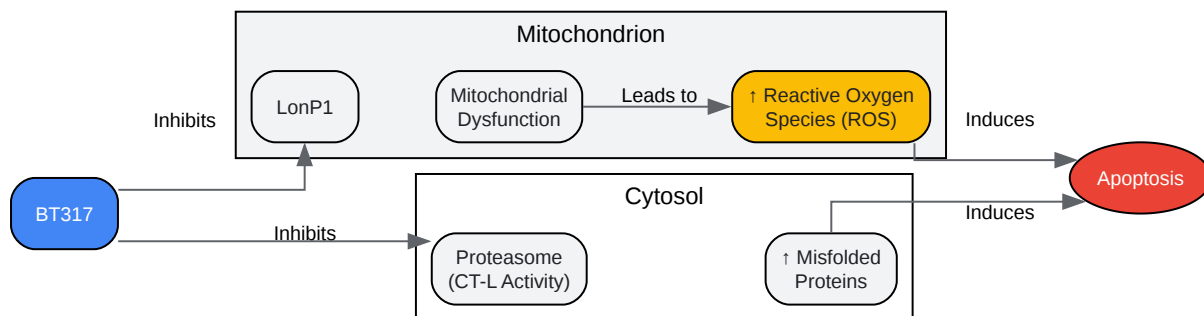 Mitochondrion
LonP1
Mitochondrial
Dysfunction
Leads to
↑ Reactive Oxygen
Species (ROS)
Inhibits
Induces
Apoptosis
BT317
Inhibits
Cytosol
Proteasome
(CT-L Activity)
↑ Misfolded
Proteins
Induces